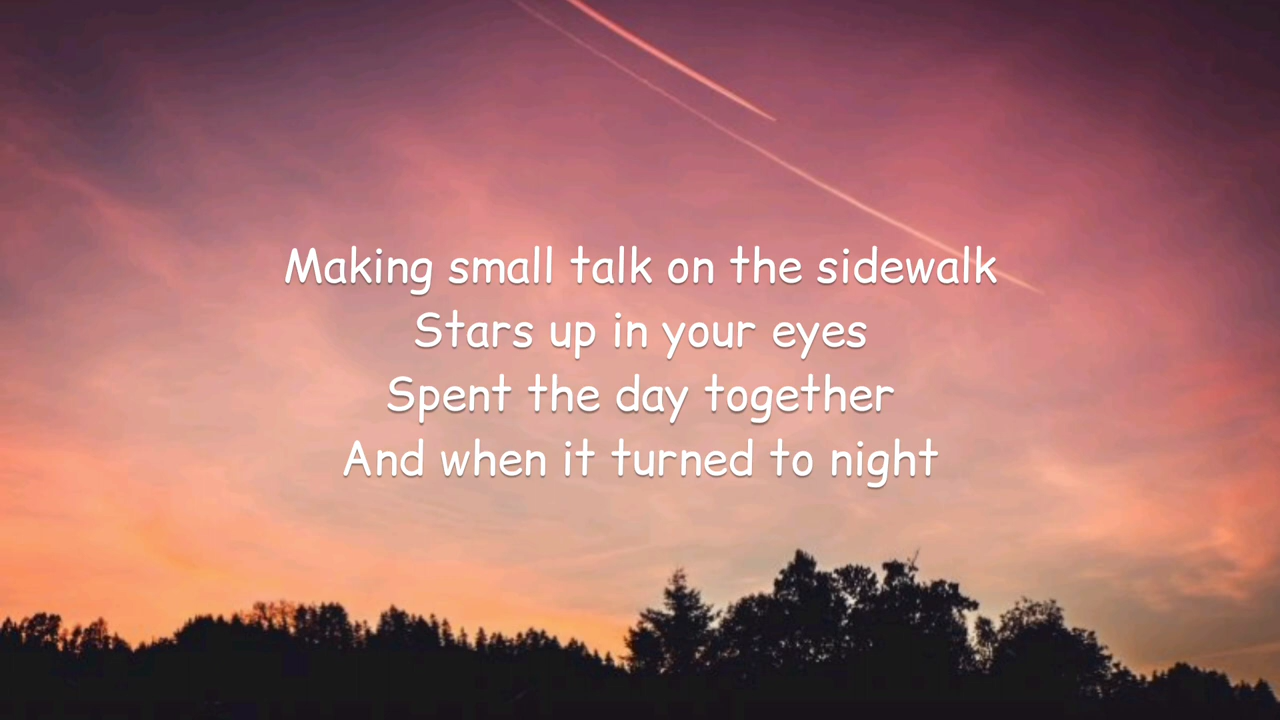 Making small talk on the sidewalk
Stars up in your eyes
Spent the day together
And when it turned to night